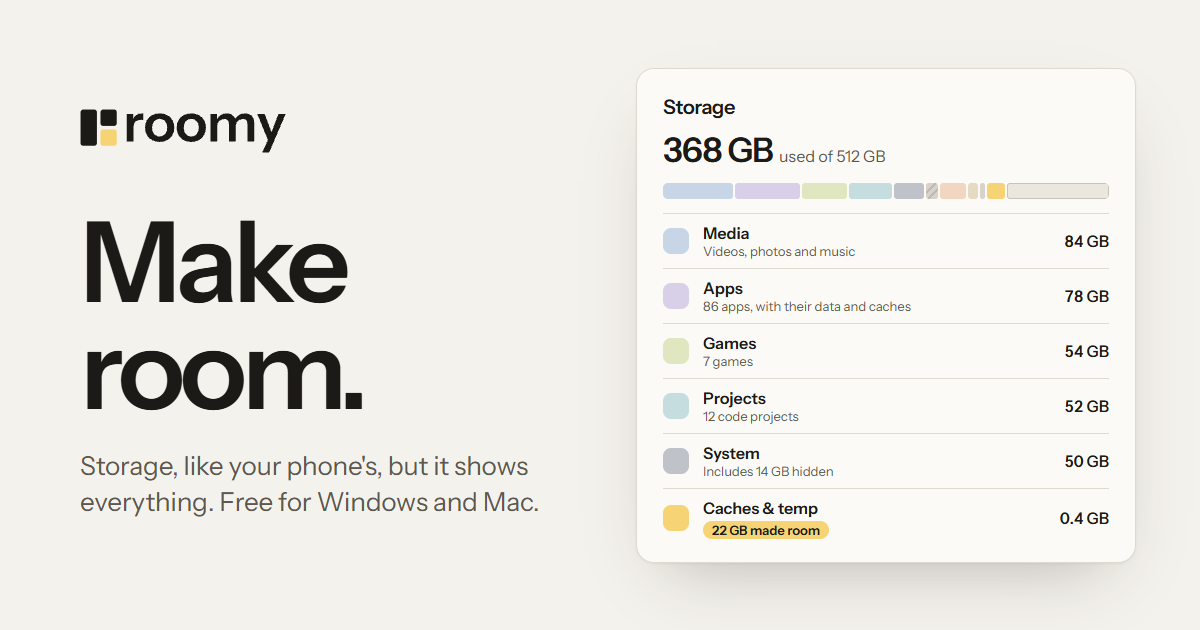 roomy
Make
room.
Storage, like your phone's, but it shows
everything. Free for Windows and Mac.
Storage
368 GB used of 512 GB
Media
Videos, photos and music
84 GB
Apps
86 apps, with their data and caches
78 GB
Games
7 games
54 GB
Projects
12 code projects
52 GB
System
Includes 14 GB hidden
50 GB
Caches & temp
22 GB made room
0.4 GB